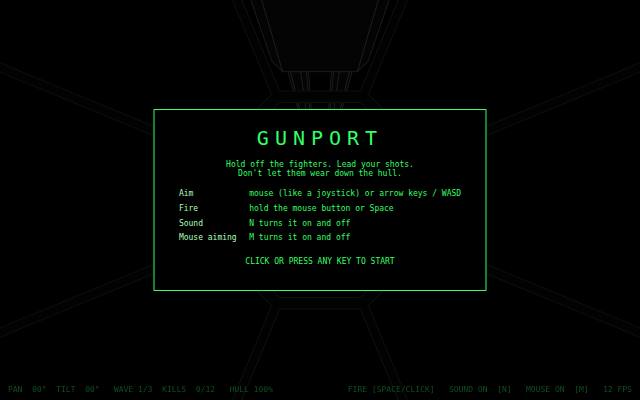 GUNPORT
Hold off the fighters. Lead your shots.
Don't let them wear down the hull.
Aim mouse (like a joystick) or arrow keys / WASD
Fire hold the mouse button or Space
Sound N turns it on and off
Mouse aiming M turns it on and off
CLICK OR PRESS ANY KEY TO START
PAN 00° TILT 00° WAVE 1/3 KILLS 0/12 HULL 100% FIRE [SPACE/CLICK] SOUND ON [N] MOUSE ON [M] 12 FPS